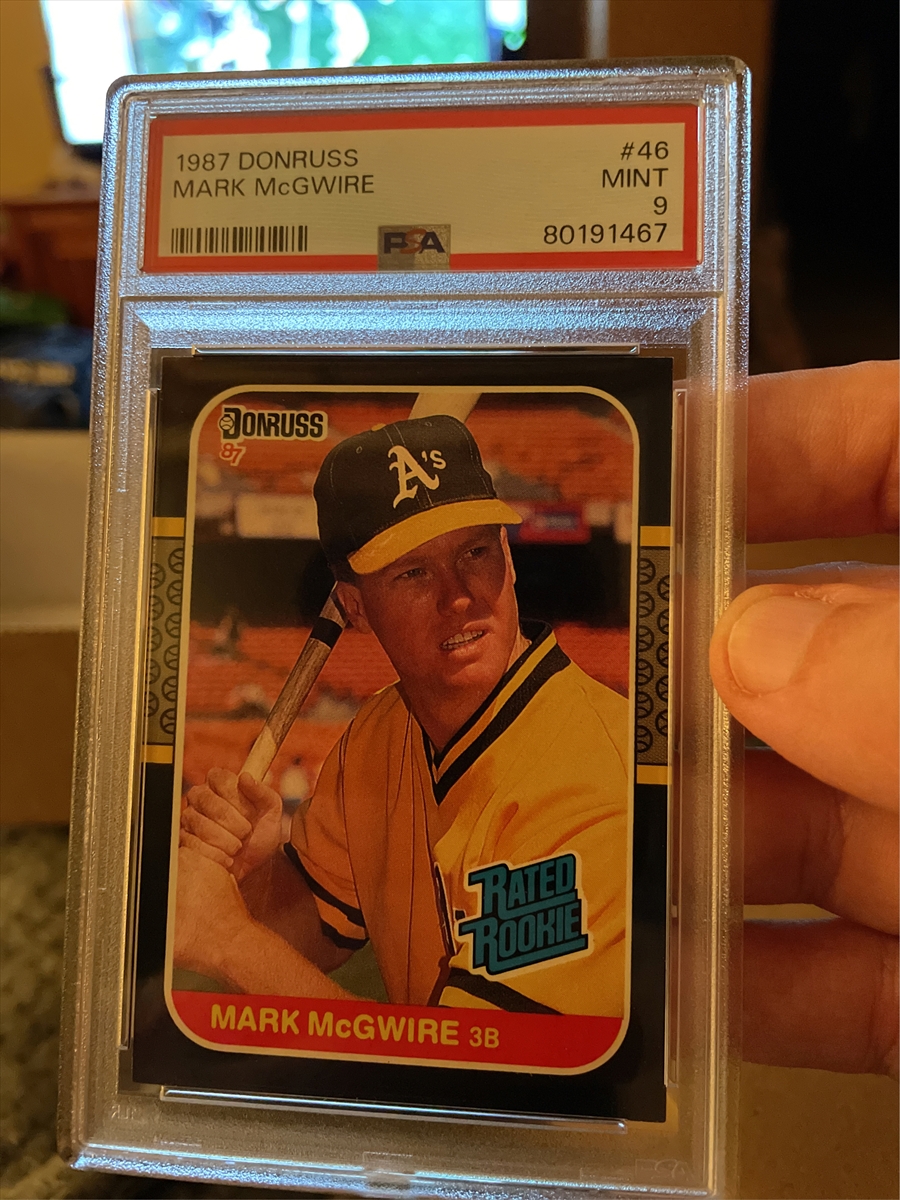 1987 DONRUSS #46
MARK McGWIRE MINT
9
PSA 80191467
DONRUSS
87
A's
RATED
ROOKIE
MARK McGWIRE 3B